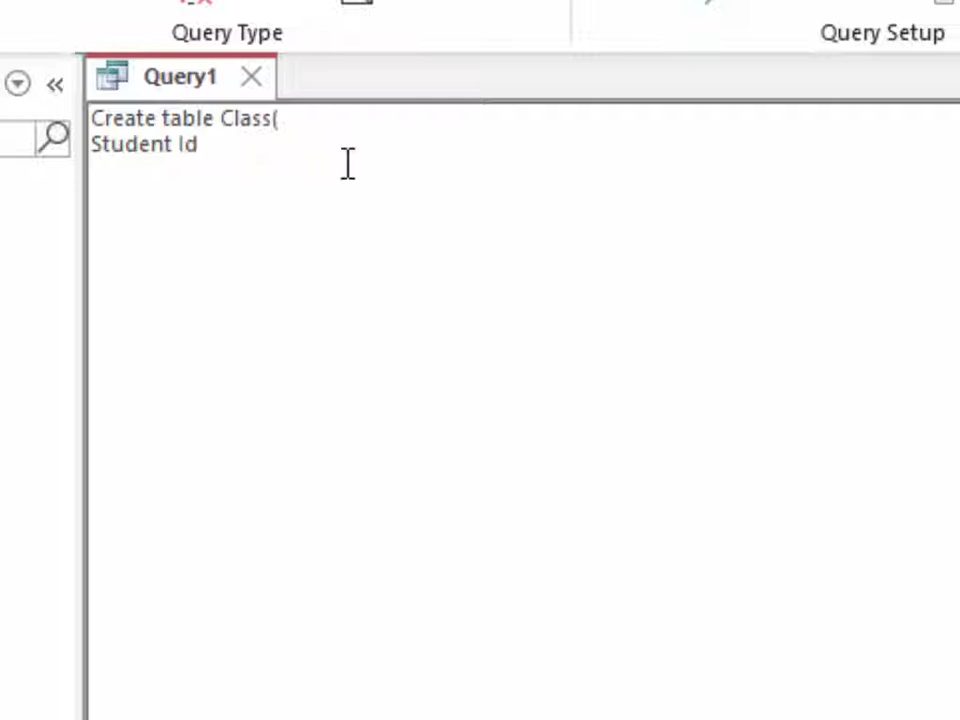 Query Type
Query Setup
Query1
Create table Class(
Student Id